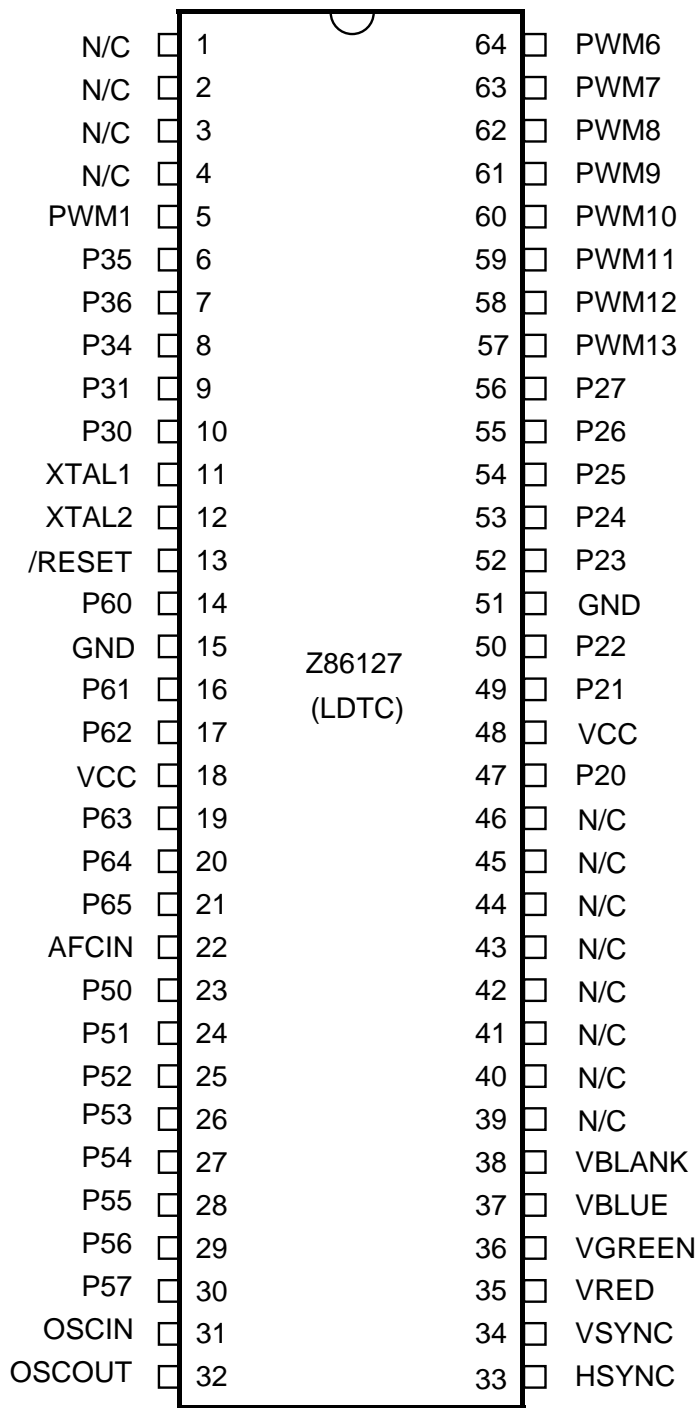 N/C 1 64 PWM6
N/C 2 63 PWM7
N/C 3 62 PWM8
N/C 4 61 PWM9
PWM1 5 60 PWM10
P35 6 59 PWM11
P36 7 58 PWM12
P34 8 57 PWM13
P31 9 56 P27
P30 10 55 P26
XTAL1 11 54 P25
XTAL2 12 53 P24
/RESET 13 52 P23
P60 14 51 GND
GND 15 50 P22
Z86127
P61 16 49 P21
(LDTC)
P62 17 48 VCC
VCC 18 47 P20
P63 19 46 N/C
P64 20 45 N/C
P65 21 44 N/C
AFCIN 22 43 N/C
P50 23 42 N/C
P51 24 41 N/C
P52 25 40 N/C
P53 26 39 N/C
P54 27 38 VBLANK
P55 28 37 VBLUE
P56 29 36 VGREEN
P57 30 35 VRED
OSCIN 31 34 VSYNC
OSCOUT 32 33 HSYNC